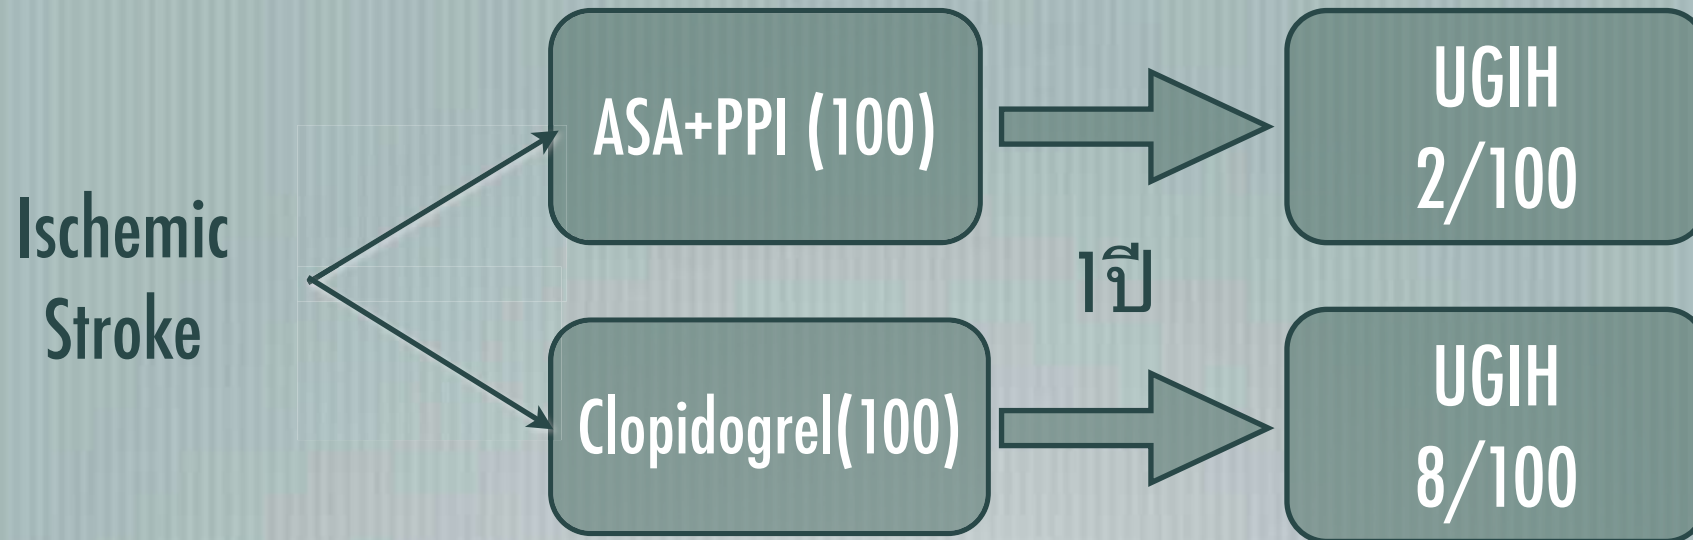 Ischemic
Stroke
ASA+PPI (100)
Clopidogrel(100)
1ปี
UGIH
2/100
UGIH
8/100